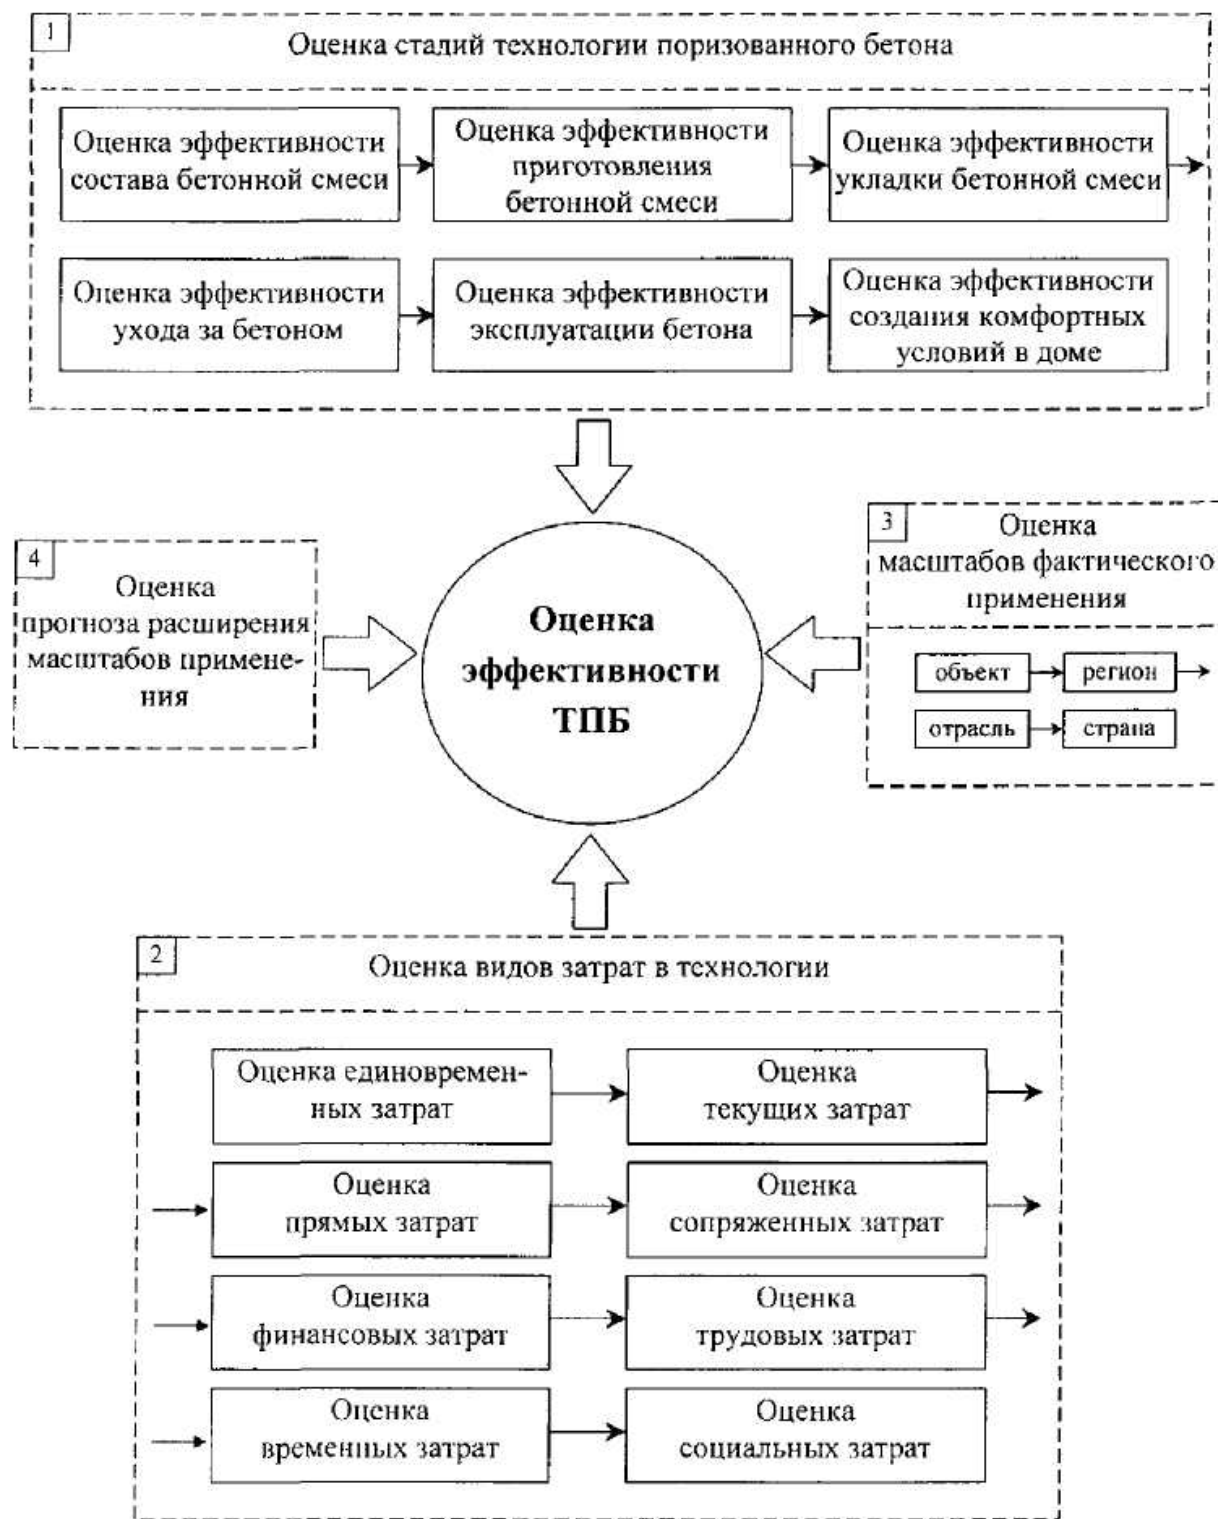 1
Оценка стадий технологии поризованного бетона
Оценка эффективности
состава бетонной смеси
Оценка эффективности
приготовления
бетонной смеси
Оценка эффективности
укладки бетонной смеси
Оценка эффективности
ухода за бетоном
Оценка эффективности
эксплуатации бетона
Оценка эффективности
создания комфортных
условий в доме
4
Оценка
прогноза расширения
масштабов примене-
ния
Оценка
эффективности
ТПБ
3
Оценка
масштабов фактического
применения
объект
регион
отрасль
страна
2
Оценка видов затрат в технологии
Оценка единовремен-
ных затрат
Оценка
текущих затрат
Оценка
прямых затрат
Оценка
сопряженных затрат
Оценка
финансовых затрат
Оценка
трудовых затрат
Оценка
временных затрат
Оценка
социальных затрат